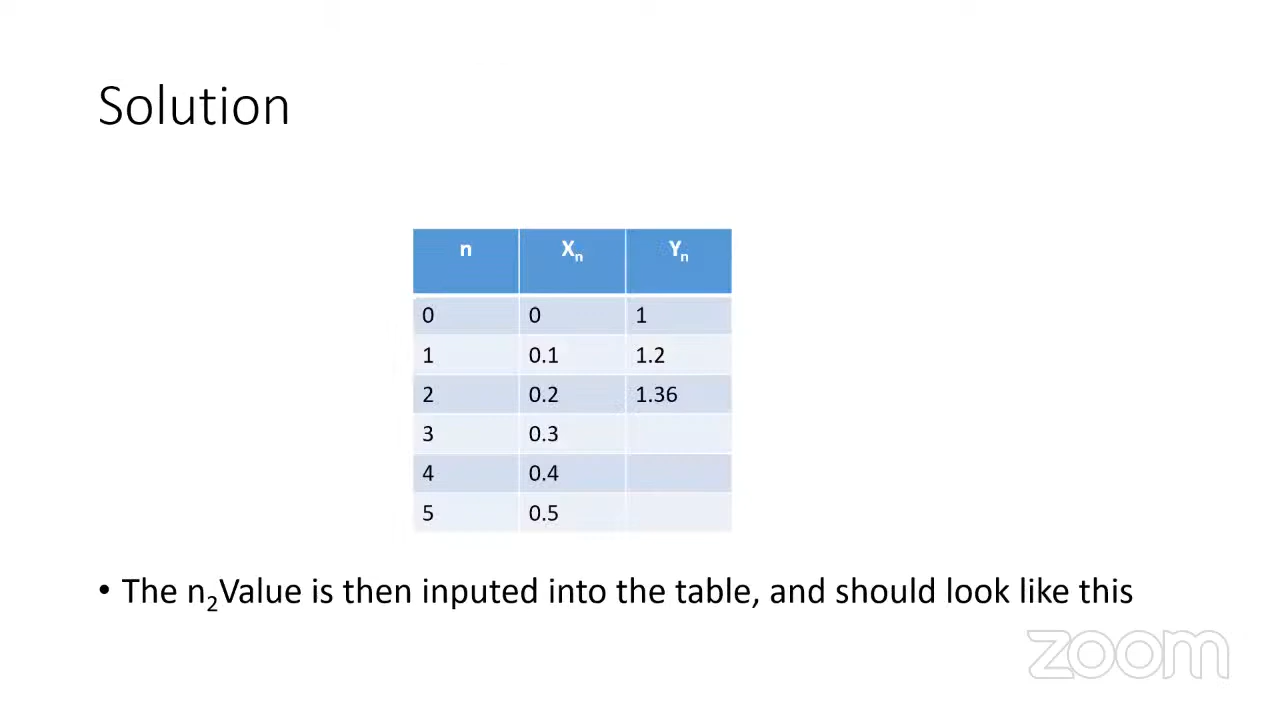 Solution
n Xn Yn
0 0 1
1 0.1 1.2
2 0.2 1.36
3 0.3
4 0.4
5 0.5
• The n2Value is then inputed into the table, and should look like this
zoom